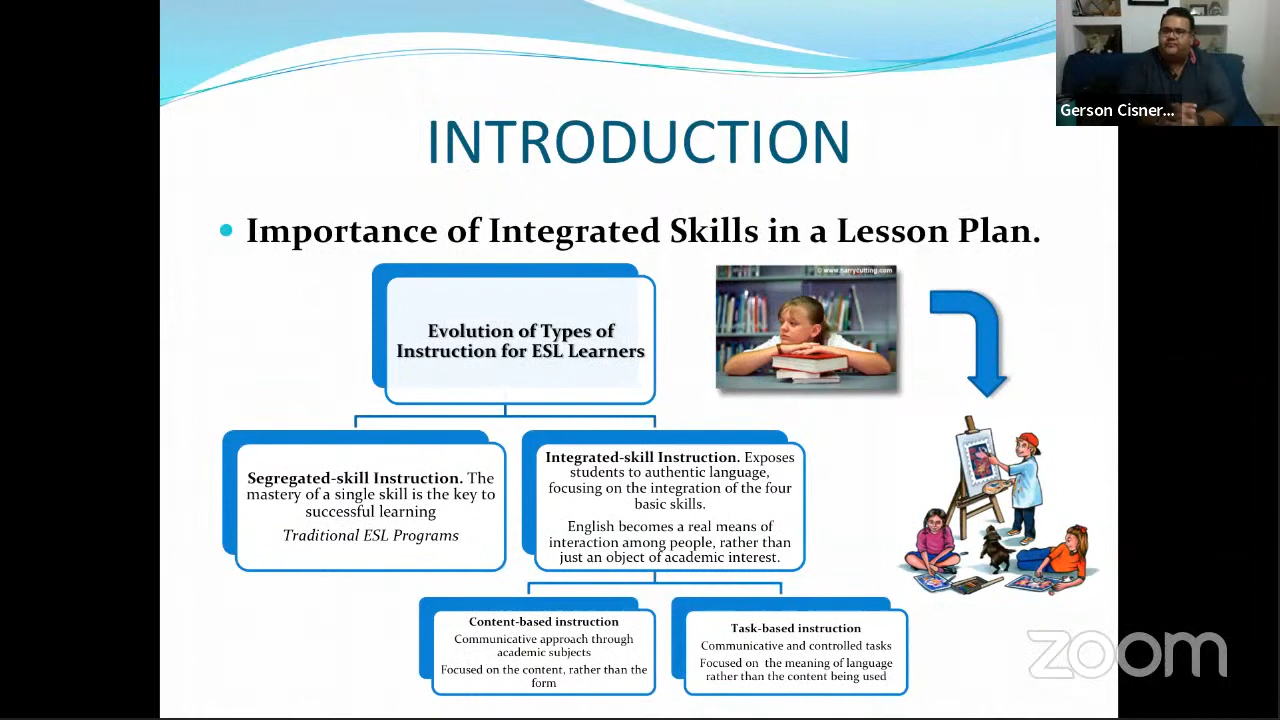 Gerson Cisner...
INTRODUCTION
Importance of Integrated Skills in a Lesson Plan.
© www.harrycutting.com
Evolution of Types of
Instruction for ESL Learners
Segregated-skill Instruction. The
mastery of a single skill is the key to
successful learning
Traditional ESL Programs
Integrated-skill Instruction. Exposes
students to authentic language,
focusing on the integration of the four
basic skills.
English becomes a real means of
interaction among people, rather than
just an object of academic interest.
Content-based instruction
Communicative approach through
academic subjects
Focused on the content, rather than the
form
Task-based instruction
Communicative and controlled tasks
Focused on the meaning of language
rather than the content being used
zoom